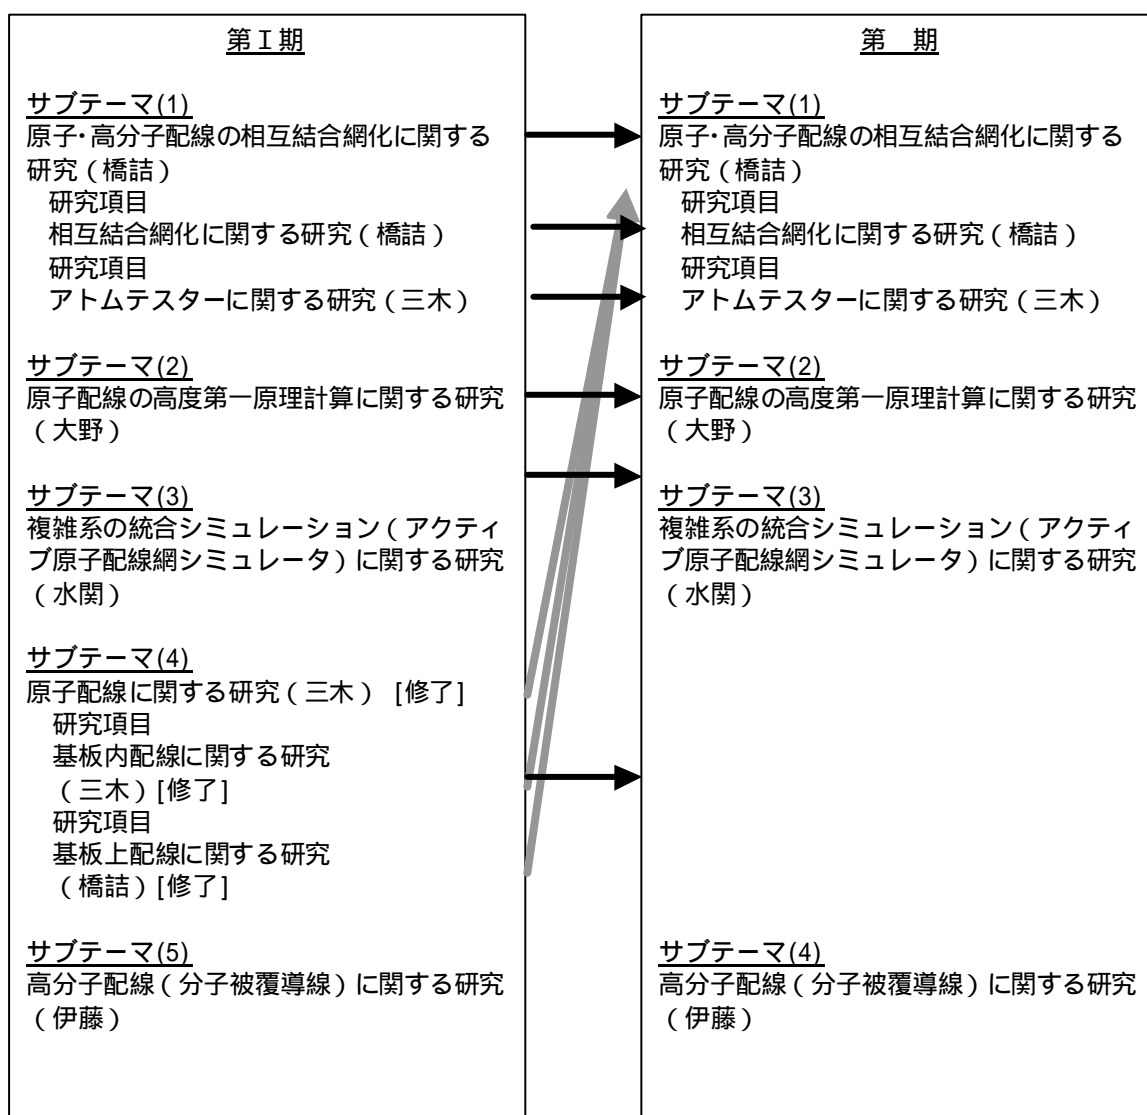 第Ⅰ期
サブテーマ(1)
原子・高分子配線の相互結合網化に関する
研究(橋詰)
研究項目
相互結合網化に関する研究(橋詰)
研究項目
アトムテスターに関する研究(三木)
サブテーマ(2)
原子配線の高度第一原理計算に関する研究
(大野)
サブテーマ(3)
複雑系の統合シミュレーション(アクティ
ブ原子配線網シミュレータ)に関する研究
(水関)
サブテーマ(4)
原子配線に関する研究(三木) [修了]
研究項目
基板内配線に関する研究
(三木)[修了]
研究項目
基板上配線に関する研究
(橋詰)[修了]
サブテーマ(5)
高分子配線(分子被覆導線)に関する研究
(伊藤)
第 期
サブテーマ(1)
原子・高分子配線の相互結合網化に関する
研究(橋詰)
研究項目
相互結合網化に関する研究(橋詰)
研究項目
アトムテスターに関する研究(三木)
サブテーマ(2)
原子配線の高度第一原理計算に関する研究
(大野)
サブテーマ(3)
複雑系の統合シミュレーション(アクティ
ブ原子配線網シミュレータ)に関する研究
(水関)
サブテーマ(4)
高分子配線(分子被覆導線)に関する研究
(伊藤)